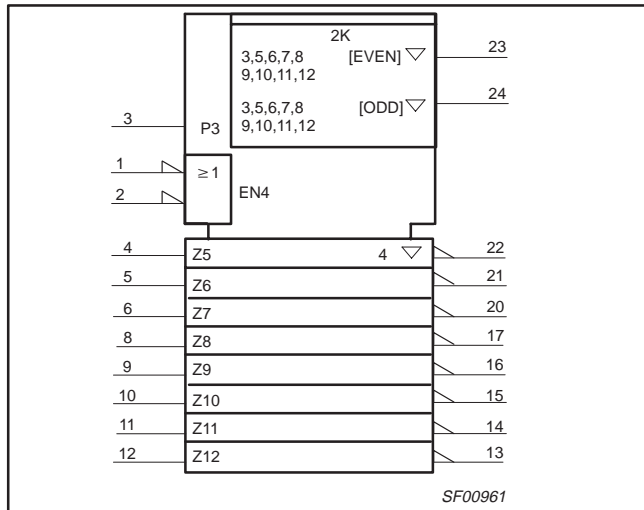 2K
3,5,6,7,8 [EVEN] 23
9,10,11,12
3,5,6,7,8 [ODD] 24
9,10,11,12
3 P3
1 ≥1
2 EN4
4 Z5 4 22
5 Z6 21
6 Z7 20
8 Z8 17
9 Z9 16
10 Z10 15
11 Z11 14
12 Z12 13
SF00961